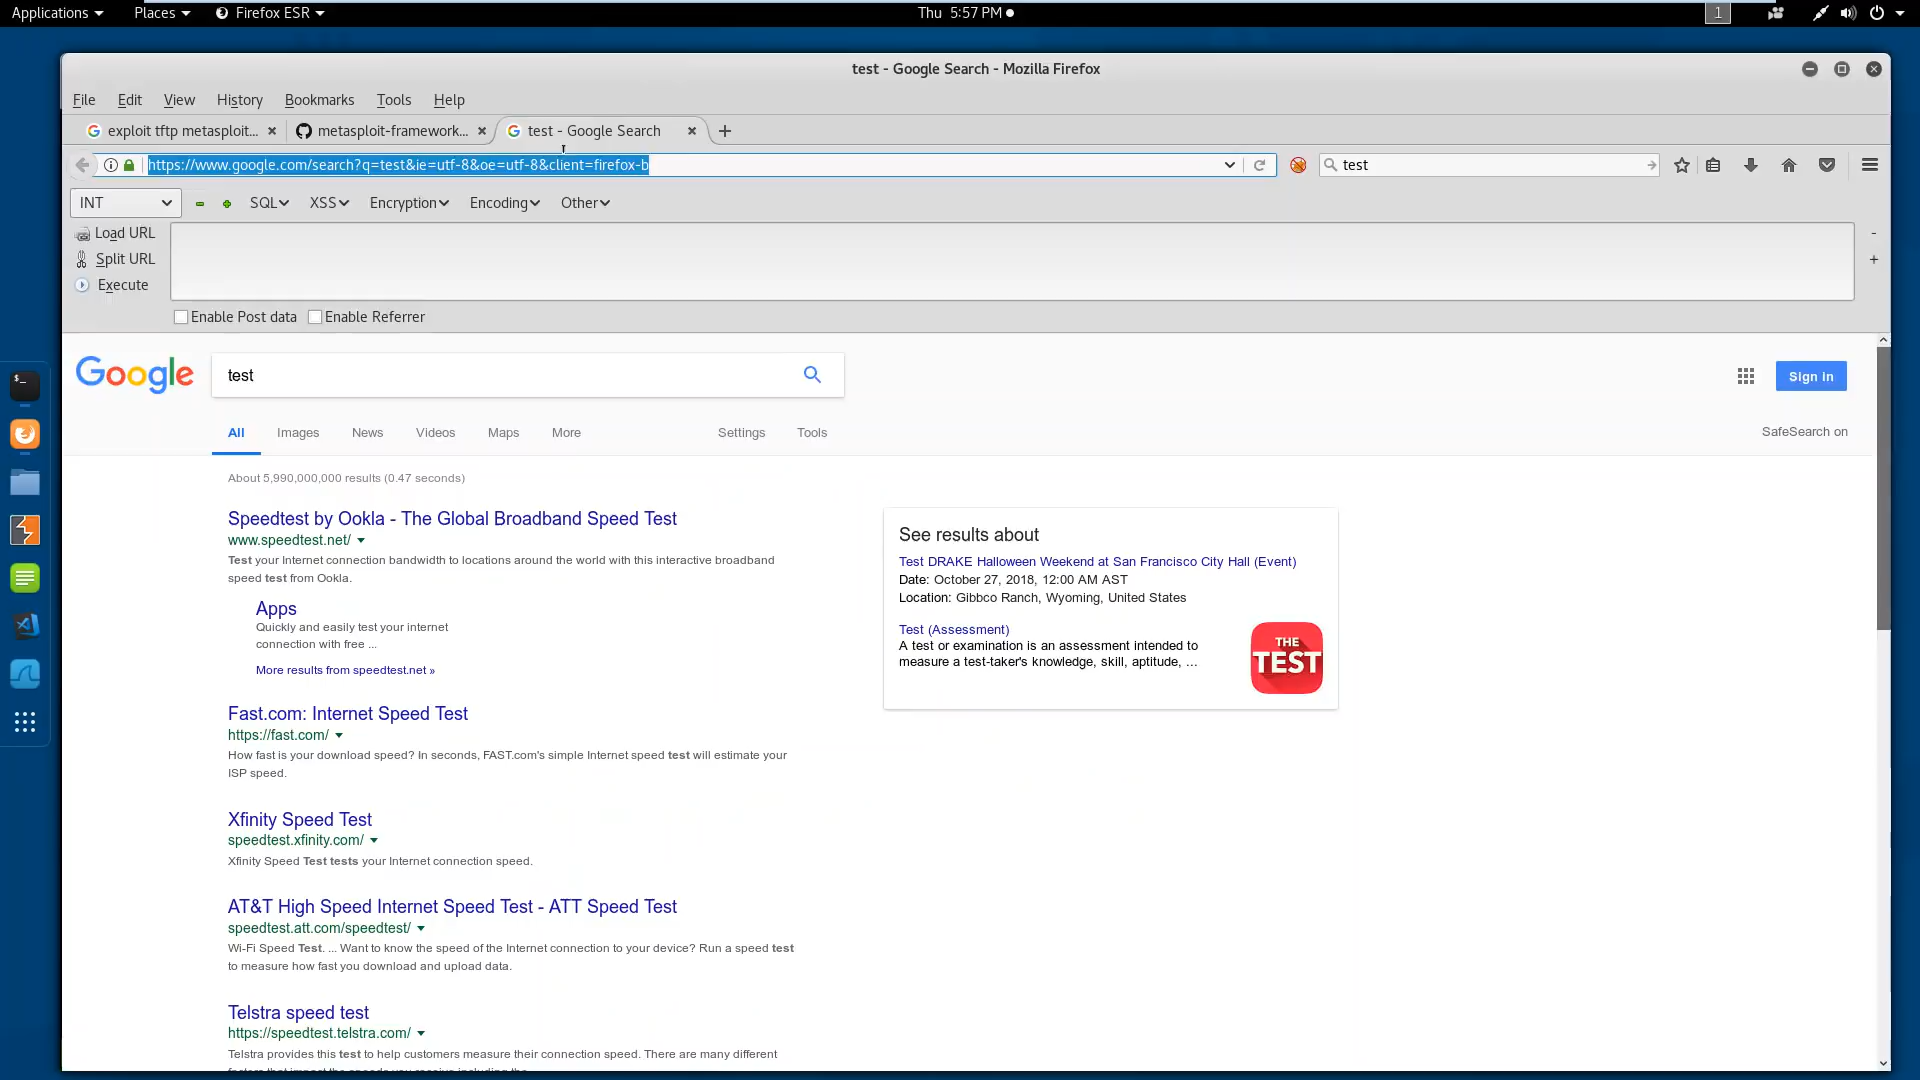 Applications Places Firefox ESR Thu 5:57 PM 1
test - Google Search - Mozilla Firefox
File Edit View History Bookmarks Tools Help
exploit tftp metasploit... metasploit-framework... test - Google Search
https://www.google.com/search?q=test&ie=utf-8&oe=utf-8&client=firefox-b test
INT SQL XSS Encryption Encoding Other
Load URL
Split URL
Execute
Enable Post data Enable Referrer
Google test Sign in
All Images News Videos Maps More Settings Tools SafeSearch on
About 5,990,000,000 results (0.47 seconds)
Speedtest by Ookla - The Global Broadband Speed Test
www.speedtest.net/
Test your Internet connection bandwidth to locations around the world with this interactive broadband
speed test from Ookla.
Apps
Quickly and easily test your internet
connection with free ...
More results from speedtest.net »
Fast.com: Internet Speed Test
https://fast.com/
How fast is your download speed? In seconds, FAST.com's simple Internet speed test will estimate your
ISP speed.
Xfinity Speed Test
speedtest.xfinity.com/
Xfinity Speed Test tests your Internet connection speed.
AT&T High Speed Internet Speed Test - ATT Speed Test
speedtest.att.com/speedtest/
Wi-Fi Speed Test. ... Want to know the speed of the Internet connection to your device? Run a speed test
to measure how fast you download and upload data.
Telstra speed test
https://speedtest.telstra.com/
Telstra provides this test to help customers measure their connection speed. There are many different
See results about
Test DRAKE Halloween Weekend at San Francisco City Hall (Event)
Date: October 27, 2018, 12:00 AM AST
Location: Gibbco Ranch, Wyoming, United States
Test (Assessment)
A test or examination is an assessment intended to
measure a test-taker's knowledge, skill, aptitude, ...
THE
TEST